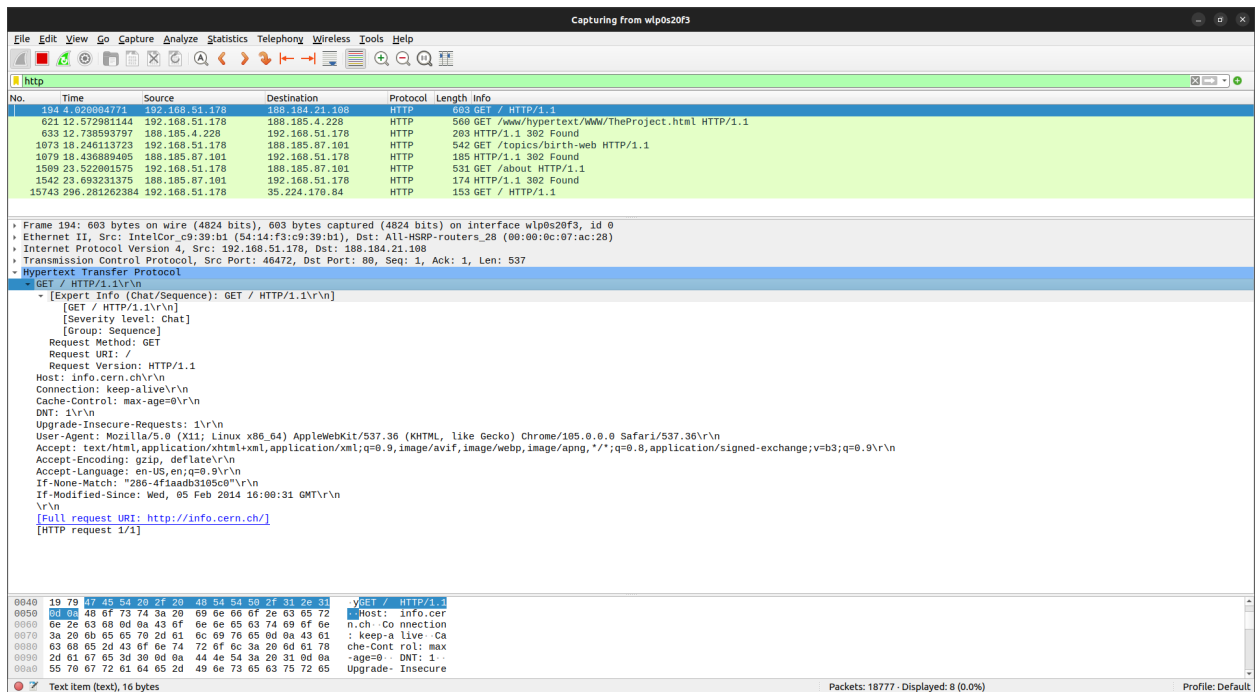 Capturing from wlp0s20f3
File Edit View Go Capture Analyze Statistics Telephony Wireless Tools Help
http
No. Time Source Destination Protocol Length Info
194 4.020004771 192.168.51.178 188.184.21.108 HTTP 603 GET / HTTP/1.1
621 12.572981144 192.168.51.178 188.185.4.228 HTTP 560 GET /www/hypertext/WWW/TheProject.html HTTP/1.1
633 12.738593797 188.185.4.228 192.168.51.178 HTTP 203 HTTP/1.1 302 Found
1073 18.246113723 192.168.51.178 188.185.87.101 HTTP 542 GET /topics/birth-web HTTP/1.1
1079 18.436889405 188.185.87.101 192.168.51.178 HTTP 185 HTTP/1.1 302 Found
1509 23.522001575 192.168.51.178 188.185.87.101 HTTP 531 GET /about HTTP/1.1
1542 23.693231375 188.185.87.101 192.168.51.178 HTTP 174 HTTP/1.1 302 Found
15743 296.281262384 192.168.51.178 35.224.170.84 HTTP 153 GET / HTTP/1.1
Frame 194: 603 bytes on wire (4824 bits), 603 bytes captured (4824 bits) on interface wlp0s20f3, id 0
Ethernet II, Src: IntelCor_c9:39:b1 (54:14:f3:c9:39:b1), Dst: All-HSRP-routers_28 (00:00:0c:07:ac:28)
Internet Protocol Version 4, Src: 192.168.51.178, Dst: 188.184.21.108
Transmission Control Protocol, Src Port: 46472, Dst Port: 80, Seq: 1, Ack: 1, Len: 537
Hypertext Transfer Protocol
GET / HTTP/1.1\r\n
[Expert Info (Chat/Sequence): GET / HTTP/1.1\r\n]
[GET / HTTP/1.1\r\n]
[Severity level: Chat]
[Group: Sequence]
Request Method: GET
Request URI: /
Request Version: HTTP/1.1
Host: info.cern.ch\r\n
Connection: keep-alive\r\n
Cache-Control: max-age=0\r\n
DNT: 1\r\n
Upgrade-Insecure-Requests: 1\r\n
User-Agent: Mozilla/5.0 (X11; Linux x86_64) AppleWebKit/537.36 (KHTML, like Gecko) Chrome/105.0.0.0 Safari/537.36\r\n
Accept: text/html,application/xhtml+xml,application/xml;q=0.9,image/avif,image/webp,image/apng,*/*;q=0.8,application/signed-exchange;v=b3;q=0.9\r\n
Accept-Encoding: gzip, deflate\r\n
Accept-Language: en-US,en;q=0.9\r\n
If-None-Match: "286-4f1aadb3105c0"\r\n
If-Modified-Since: Wed, 05 Feb 2014 16:00:31 GMT\r\n
\r\n
[Full request URI: http://info.cern.ch/]
[HTTP request 1/1]
0040 19 79 47 45 54 20 2f 20 48 54 54 50 2f 31 2e 31 ·yGET / HTTP/1.1
0050 0d 0a 48 6f 73 74 3a 20 69 6e 66 6f 2e 63 65 72 ··Host: info.cer
0060 6e 2e 63 68 0d 0a 43 6f 6e 6e 65 63 74 69 6f 6e n.ch··Co nnection
0070 3a 20 6b 65 65 70 2d 61 6c 69 76 65 0d 0a 43 61 : keep-a live··Ca
0080 63 68 65 2d 43 6f 6e 74 72 6f 6c 3a 20 6d 61 78 che-Cont rol: max
0090 2d 61 67 65 3d 30 0d 0a 44 4e 54 3a 20 31 0d 0a -age=0·· DNT: 1··
00a0 55 70 67 72 61 64 65 2d 49 6e 73 65 63 75 72 65 Upgrade- Insecure
Text item (text), 16 bytes Packets: 18777 · Displayed: 8 (0.0%) Profile: Default